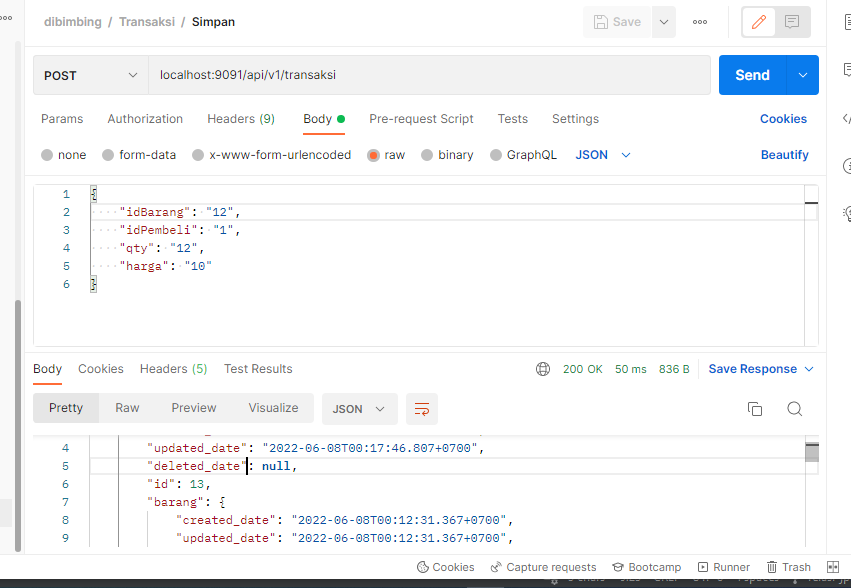 dibimbing / Transaksi / Simpan
Save
POST
localhost:9091/api/v1/transaksi
Send
Params Authorization Headers (9) Body Pre-request Script Tests Settings Cookies
none form-data x-www-form-urlencoded raw binary GraphQL JSON Beautify
1 {
2 "idBarang": "12",
3 "idPembeli": "1",
4 "qty": "12",
5 "harga": "10"
6 }
Body Cookies Headers (5) Test Results 200 OK 50 ms 836 B Save Response
Pretty Raw Preview Visualize JSON
4 "updated_date": "2022-06-08T00:17:46.807+0700",
5 "deleted_date": null,
6 "id": 13,
7 "barang": {
8 "created_date": "2022-06-08T00:12:31.367+0700",
9 "updated_date": "2022-06-08T00:12:31.367+0700",
Cookies Capture requests Bootcamp Runner Trash